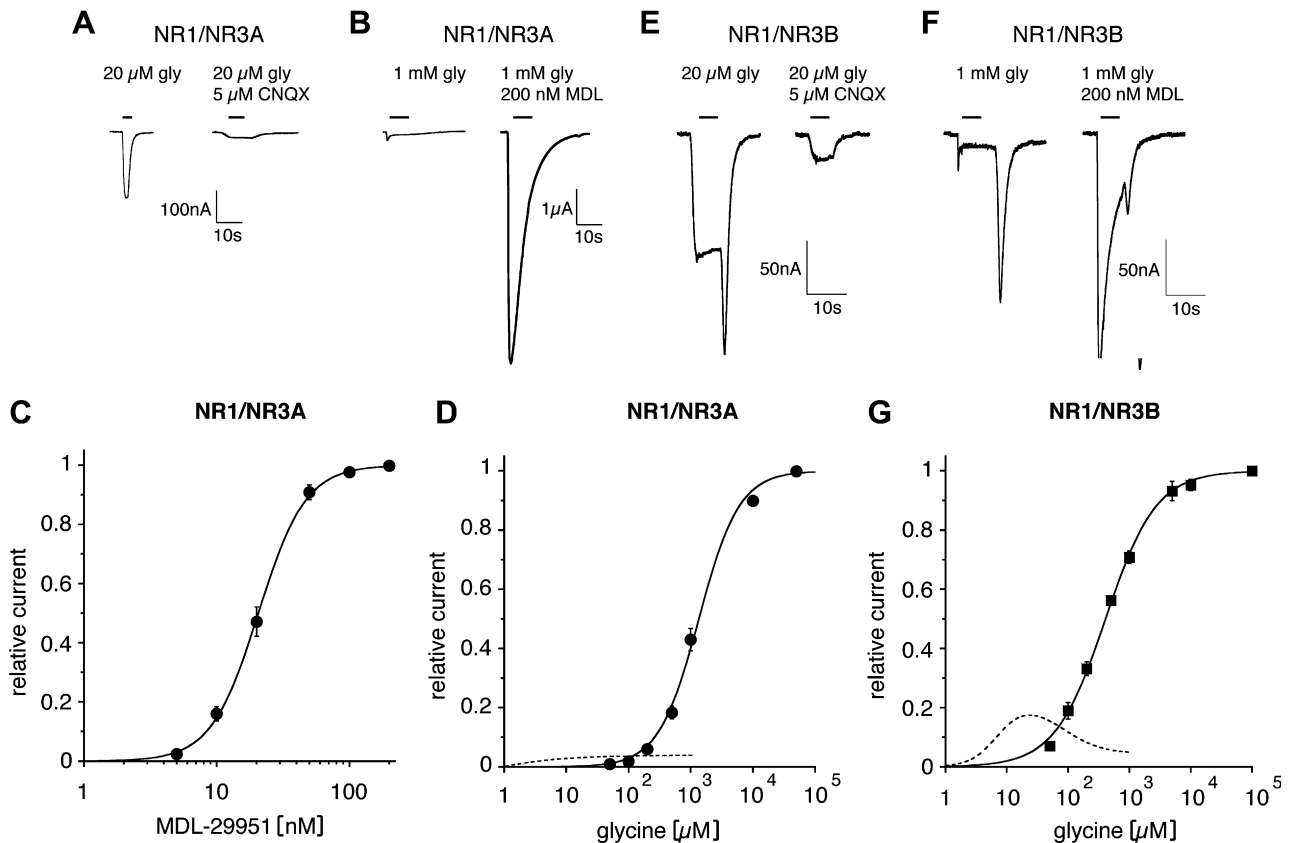 A
NR1/NR3A
20 µM gly
20 µM gly
5 µM CNQX
100nA
10s
B
NR1/NR3A
1 mM gly
1 mM gly
200 nM MDL
1µA
10s
E
NR1/NR3B
20 µM gly
20 µM gly
5 µM CNQX
50nA
10s
F
NR1/NR3B
1 mM gly
1 mM gly
200 nM MDL
50nA
10s
C
NR1/NR3A
relative current
1
0.8
0.6
0.4
0.2
0
1 10 100
MDL-29951 [nM]
D
NR1/NR3A
relative current
1
0.8
0.6
0.4
0.2
0
1 10 10² 10³ 10⁴ 10⁵
glycine [µM]
G
NR1/NR3B
relative current
1
0.8
0.6
0.4
0.2
0
1 10 10² 10³ 10⁴ 10⁵
glycine [µM]